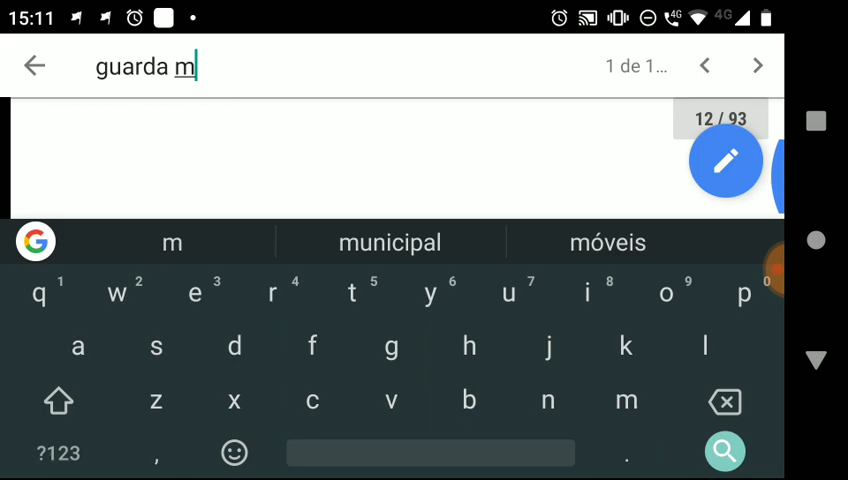 15:11 4G 4G
guarda m 1 de 1...
12 / 93
G m municipal móveis
q 1 w 2 e 3 r 4 t 5 y 6 u 7 i 8 o 9 p 0
a s d f g h j k l
z x c v b n m
?123 , .